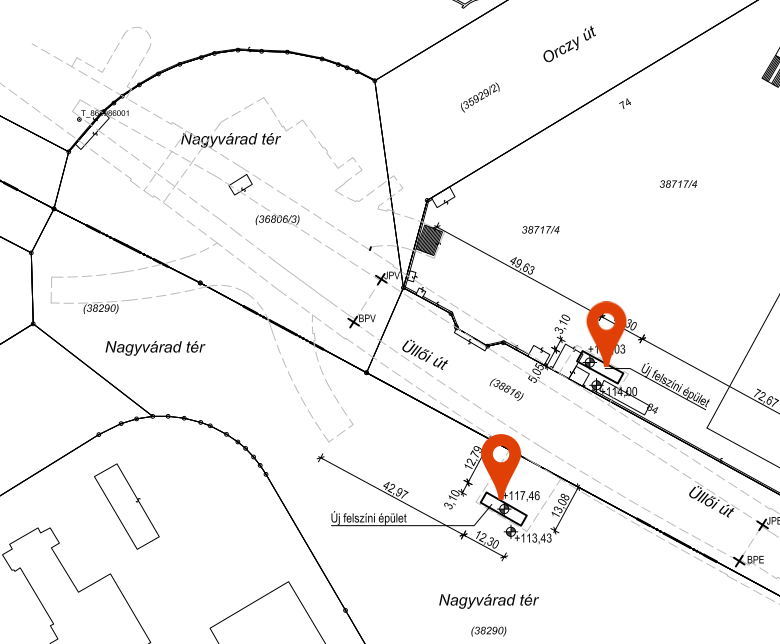 Orczy út
(35929/2)
74
Nagyvárad tér
38717/4
(36806/3)
38717/4
49,63
JPV
(38290)
BPV
3,10
Nagyvárad tér
Üllői út
5,05
Új felszíni épület
(38816)
+114,00
72,67
12,79
42,97
3,10
+117,46
Üllői út
13,08
Új felszíni épület
JPE
+113,43
12,30
BPE
Nagyvárad tér
(38290)